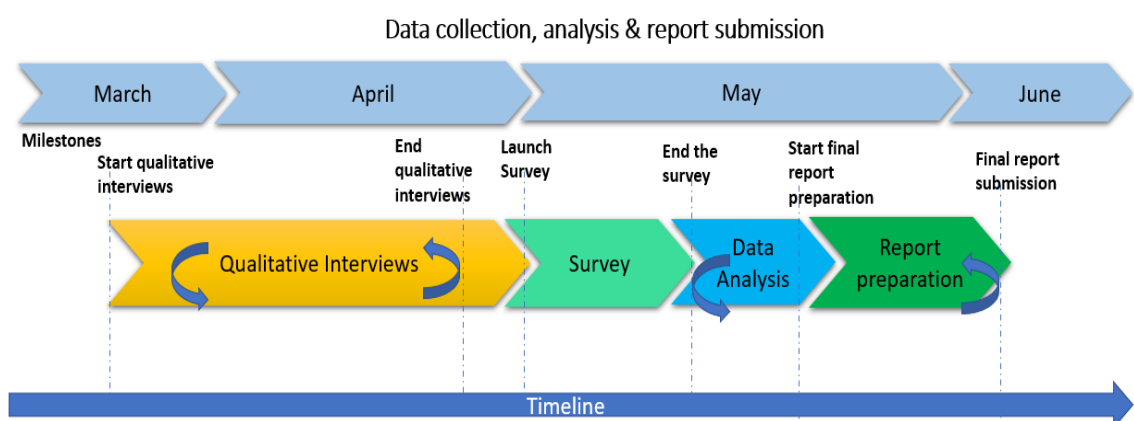 Data collection, analysis & report submission
March
April
May
June
Milestones
Start qualitative
interviews
End
qualitative
interviews
Launch
Survey
End the
survey
Start final
report
preparation
Final report
submission
Qualitative Interviews
Survey
Data
Analysis
Report
preparation
Timeline